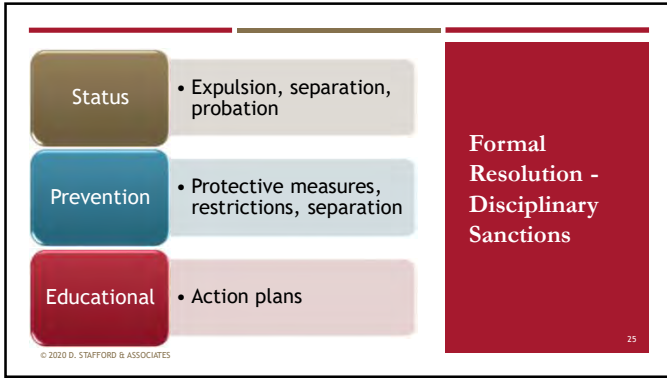 Status
• Expulsion, separation,
probation
Prevention
• Protective measures,
restrictions, separation
Educational
• Action plans
Formal
Resolution -
Disciplinary
Sanctions
25
© 2020 D. STAFFORD & ASSOCIATES